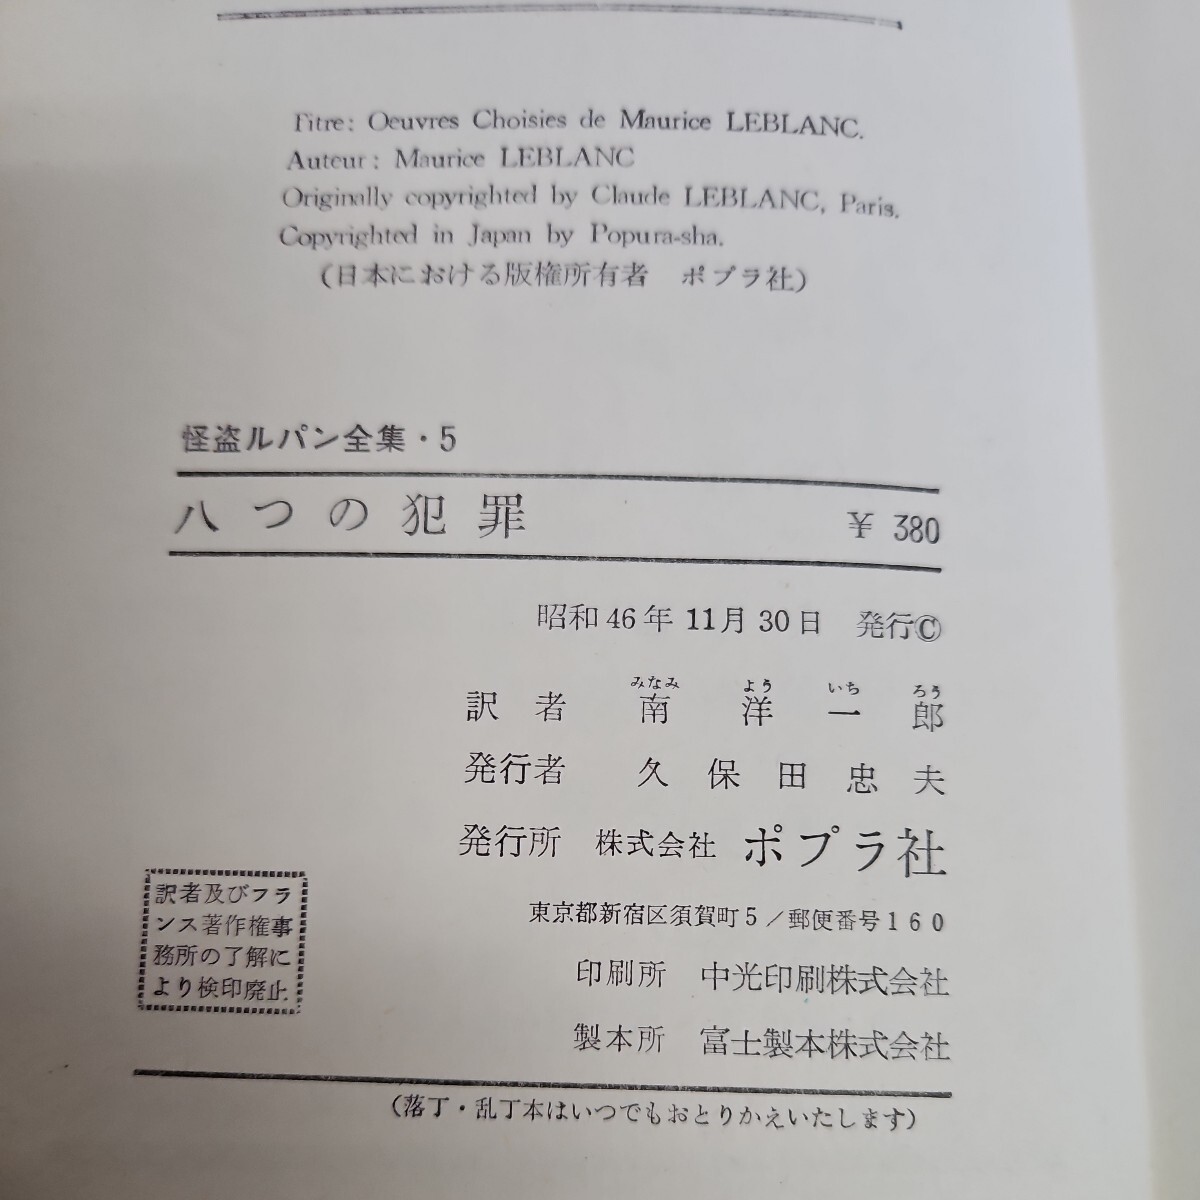 Titre: Oeuvres Choisies de Maurice LEBLANC.
Auteur: Maurice LEBLANC
Originally copyrighted by Claude LEBLANC, Paris.
Copyrighted in Japan by Popura-sha.
(日本における版権所有者　ポプラ社)
怪盗ルパン全集・5
八つの犯罪　¥ 380
昭和46年11月30日　発行©
みなみ　よう　いち　ろう
訳者　南洋一郎
発行者　久保田忠夫
発行所　株式会社　ポプラ社
東京都新宿区須賀町5／郵便番号160
印刷所　中光印刷株式会社
製本所　富士製本株式会社
訳者及びフラ
ンス著作権事
務所の了解に
より検印廃止
(落丁・乱丁本はいつでもおとりかえいたします)